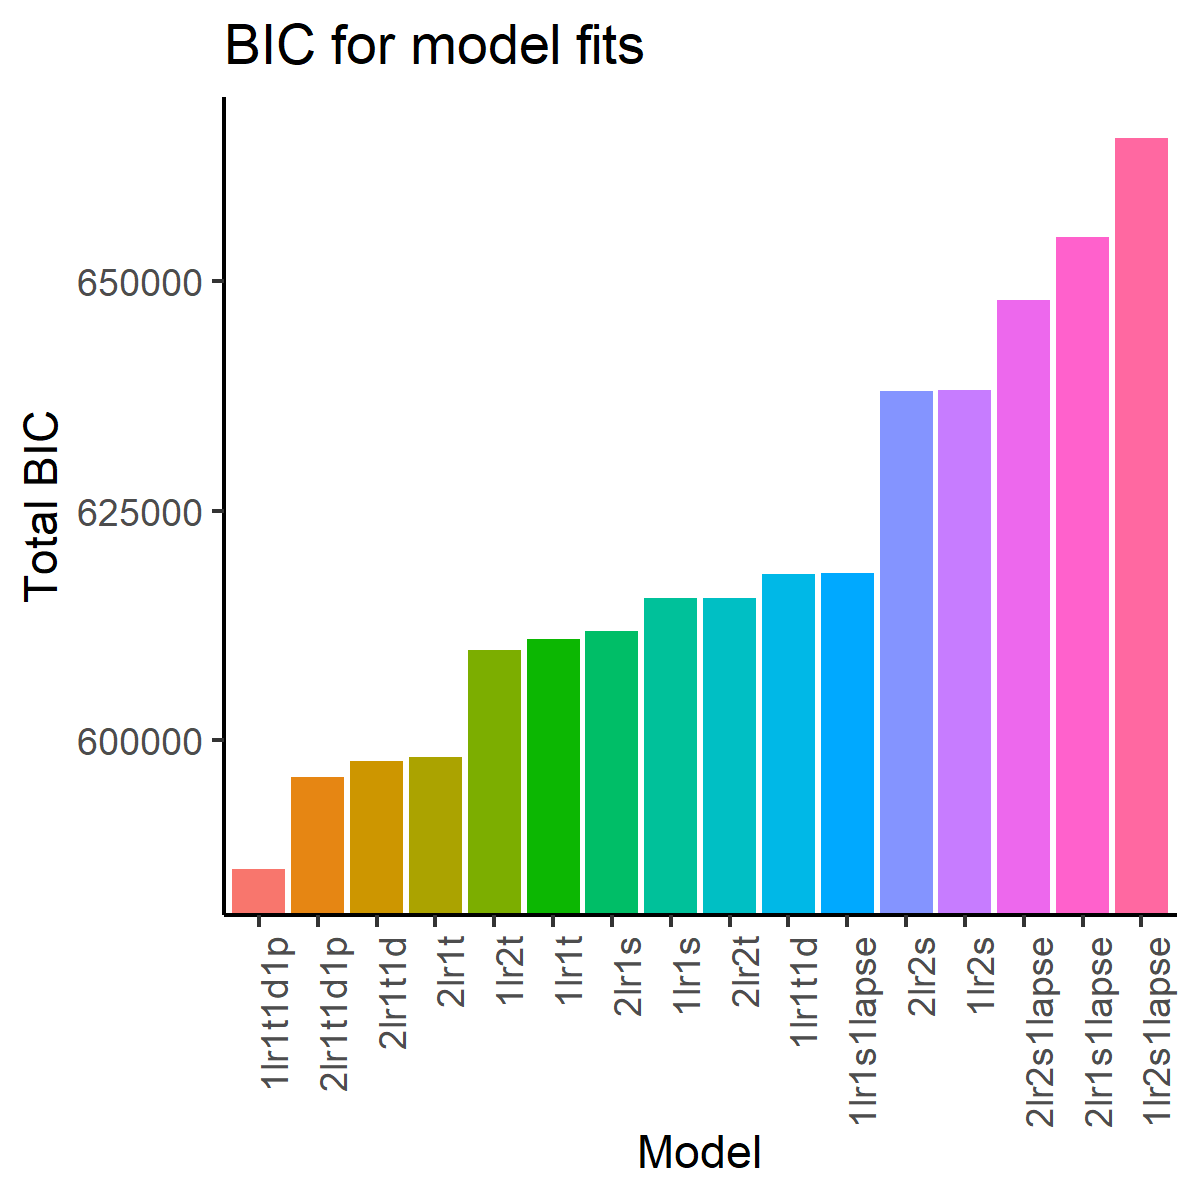 BIC for model fits
Total BIC
650000
625000
600000
1lr1t1d1p
2lr1t1d1p
2lr1t1d
2lr1t
1lr2t
1lr1t
2lr1s
1lr1s
2lr2t
1lr1t1d
1lr1s1lapse
2lr2s
1lr2s
2lr2s1lapse
2lr1s1lapse
1lr2s1lapse
Model